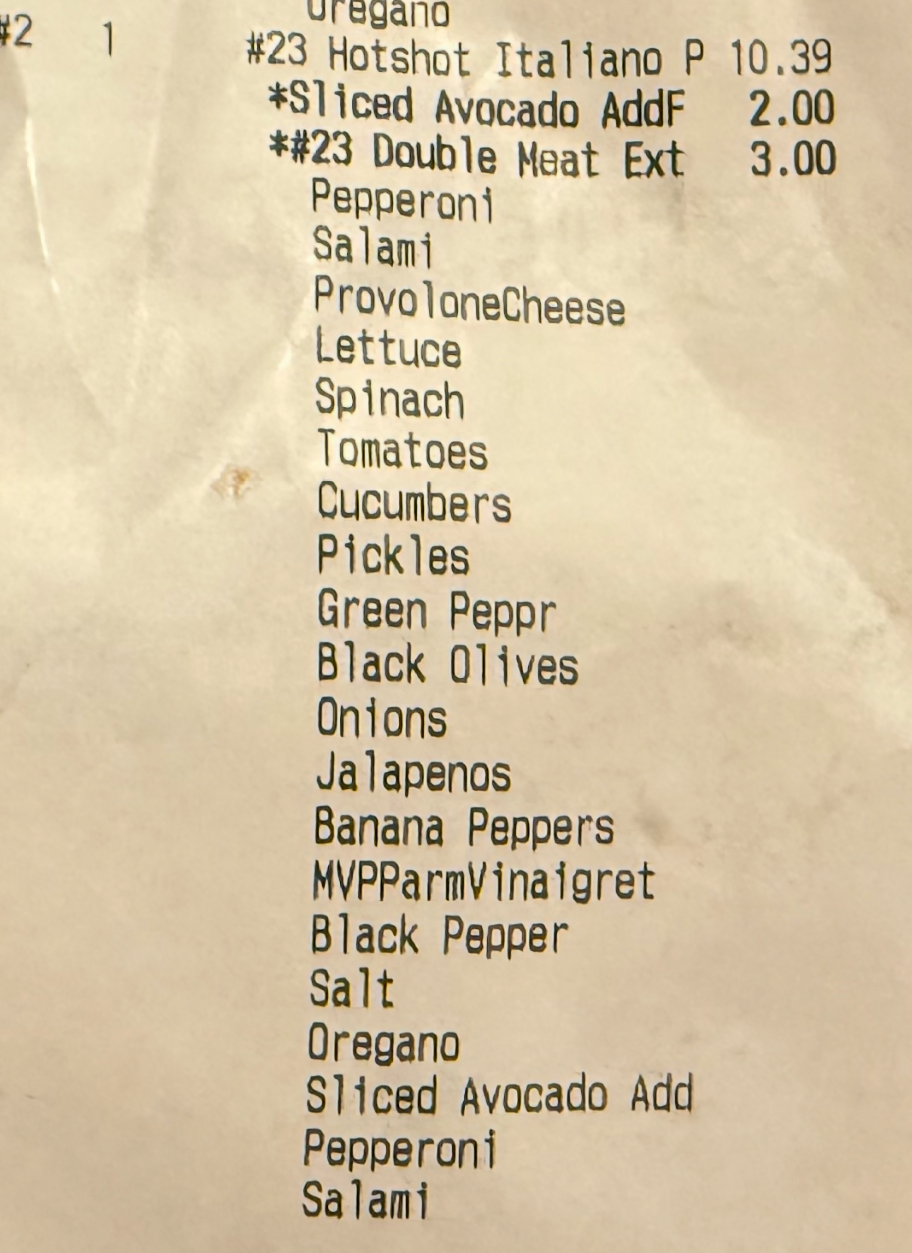 Oregano
#2 1 #23 Hotshot Italiano P 10.39
*Sliced Avocado AddF 2.00
*#23 Double Meat Ext 3.00
Pepperoni
Salami
ProvoloneCheese
Lettuce
Spinach
Tomatoes
Cucumbers
Pickles
Green Peppr
Black Olives
Onions
Jalapenos
Banana Peppers
MVPParmVinaigret
Black Pepper
Salt
Oregano
Sliced Avocado Add
Pepperoni
Salami